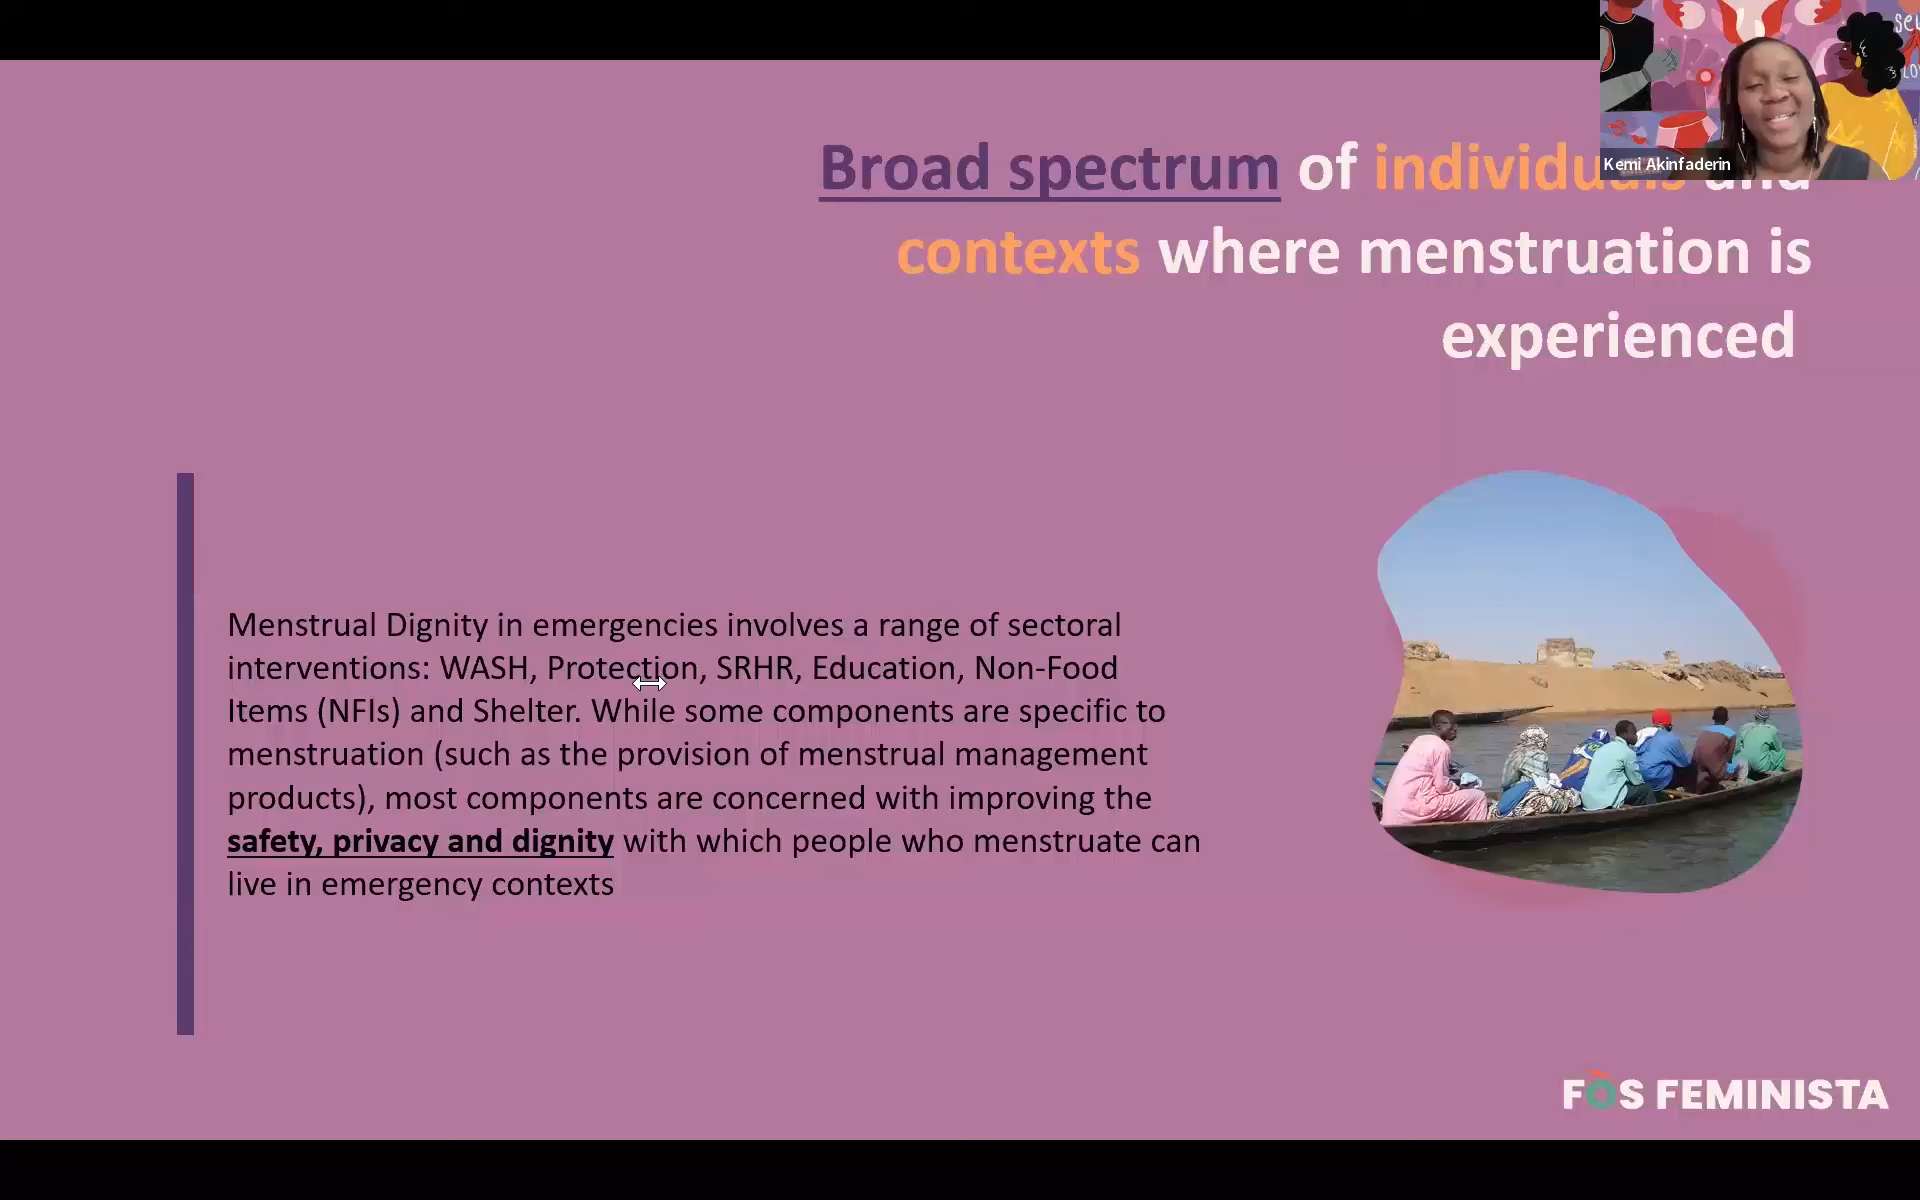 Broad spectrum of individuals and
contexts where menstruation is
experienced
Kemi Akinfaderin
Menstrual Dignity in emergencies involves a range of sectoral
interventions: WASH, Protection, SRHR, Education, Non-Food
Items (NFIs) and Shelter. While some components are specific to
menstruation (such as the provision of menstrual management
products), most components are concerned with improving the
safety, privacy and dignity with which people who menstruate can
live in emergency contexts
FÒS FEMINISTA